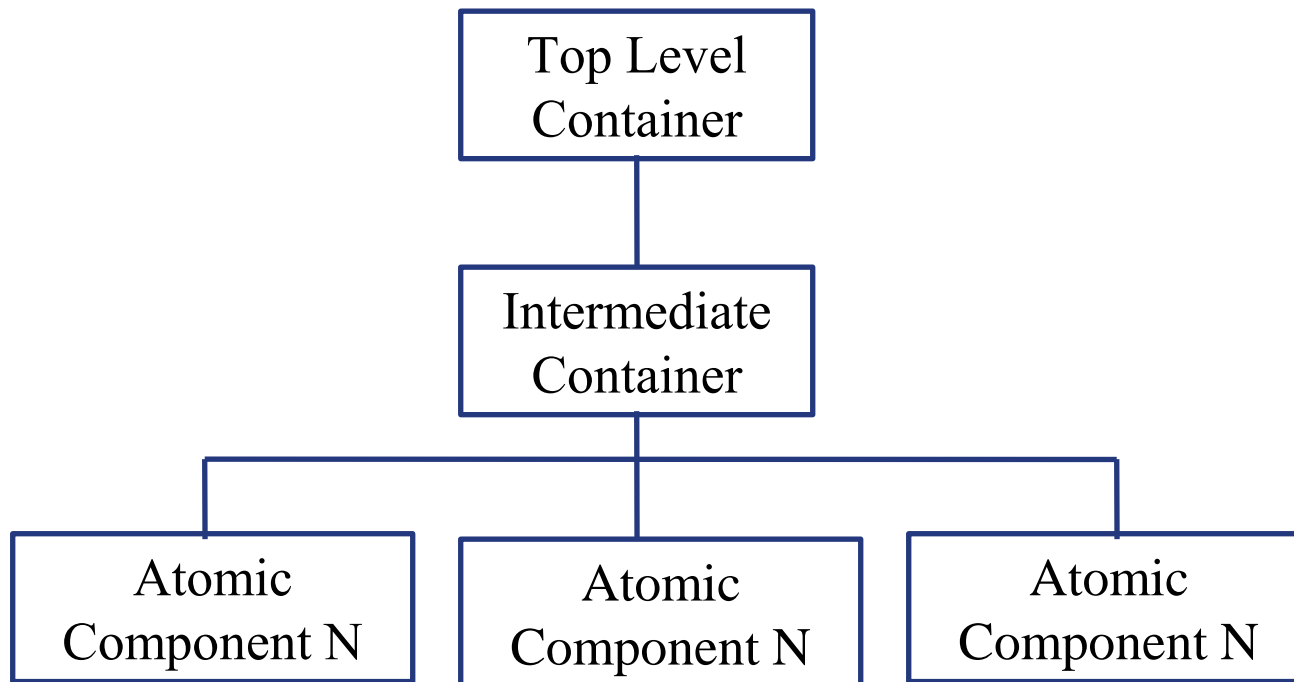 Top Level
Container
Intermediate
Container
Atomic
Component N
Atomic
Component N
Atomic
Component N